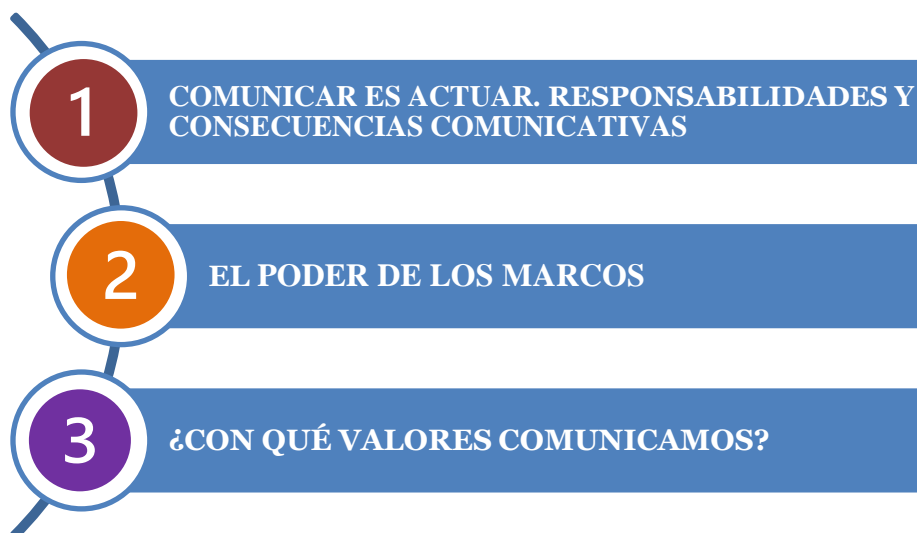 1
COMUNICAR ES ACTUAR. RESPONSABILIDADES Y
CONSECUENCIAS COMUNICATIVAS
2
EL PODER DE LOS MARCOS
3
¿CON QUÉ VALORES COMUNICAMOS?